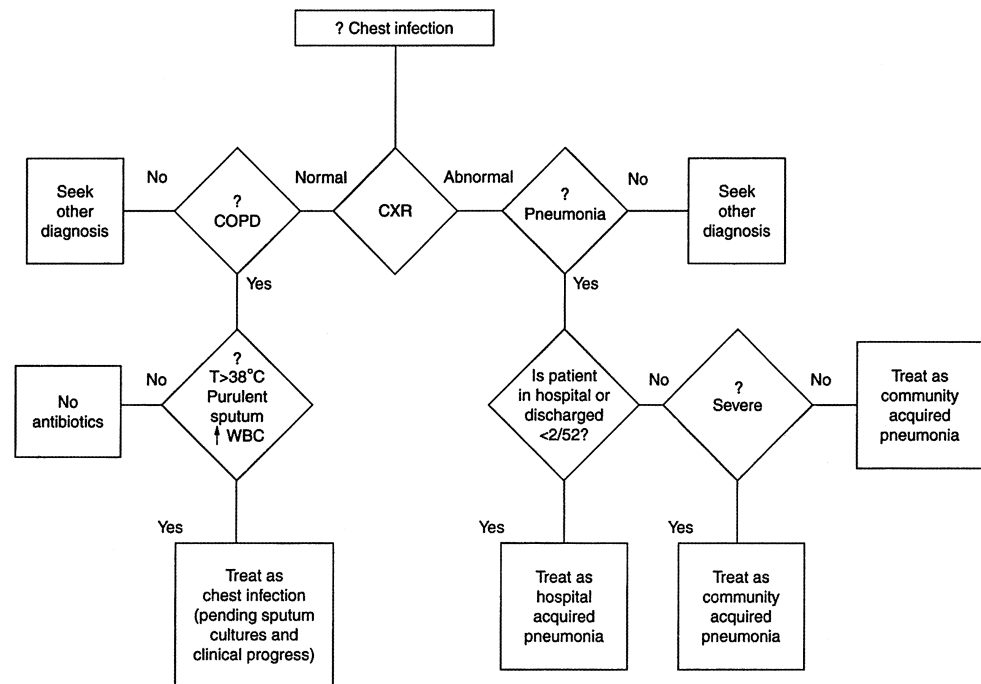 ? Chest infection
No
?
COPD
Normal
CXR
Abnormal
?
Pneumonia
No
Seek
other
diagnosis
Seek
other
diagnosis
Yes
Yes
No
antibiotics
No
?
T>38°C
Purulent
sputum
↑ WBC
Is patient
in hospital or
discharged
<2/52?
No
?
Severe
No
Treat as
community
acquired
pneumonia
Yes
Treat as
chest infection
(pending sputum
cultures and
clinical progress)
Yes
Treat as
hospital
acquired
pneumonia
Yes
Treat as
community
acquired
pneumonia